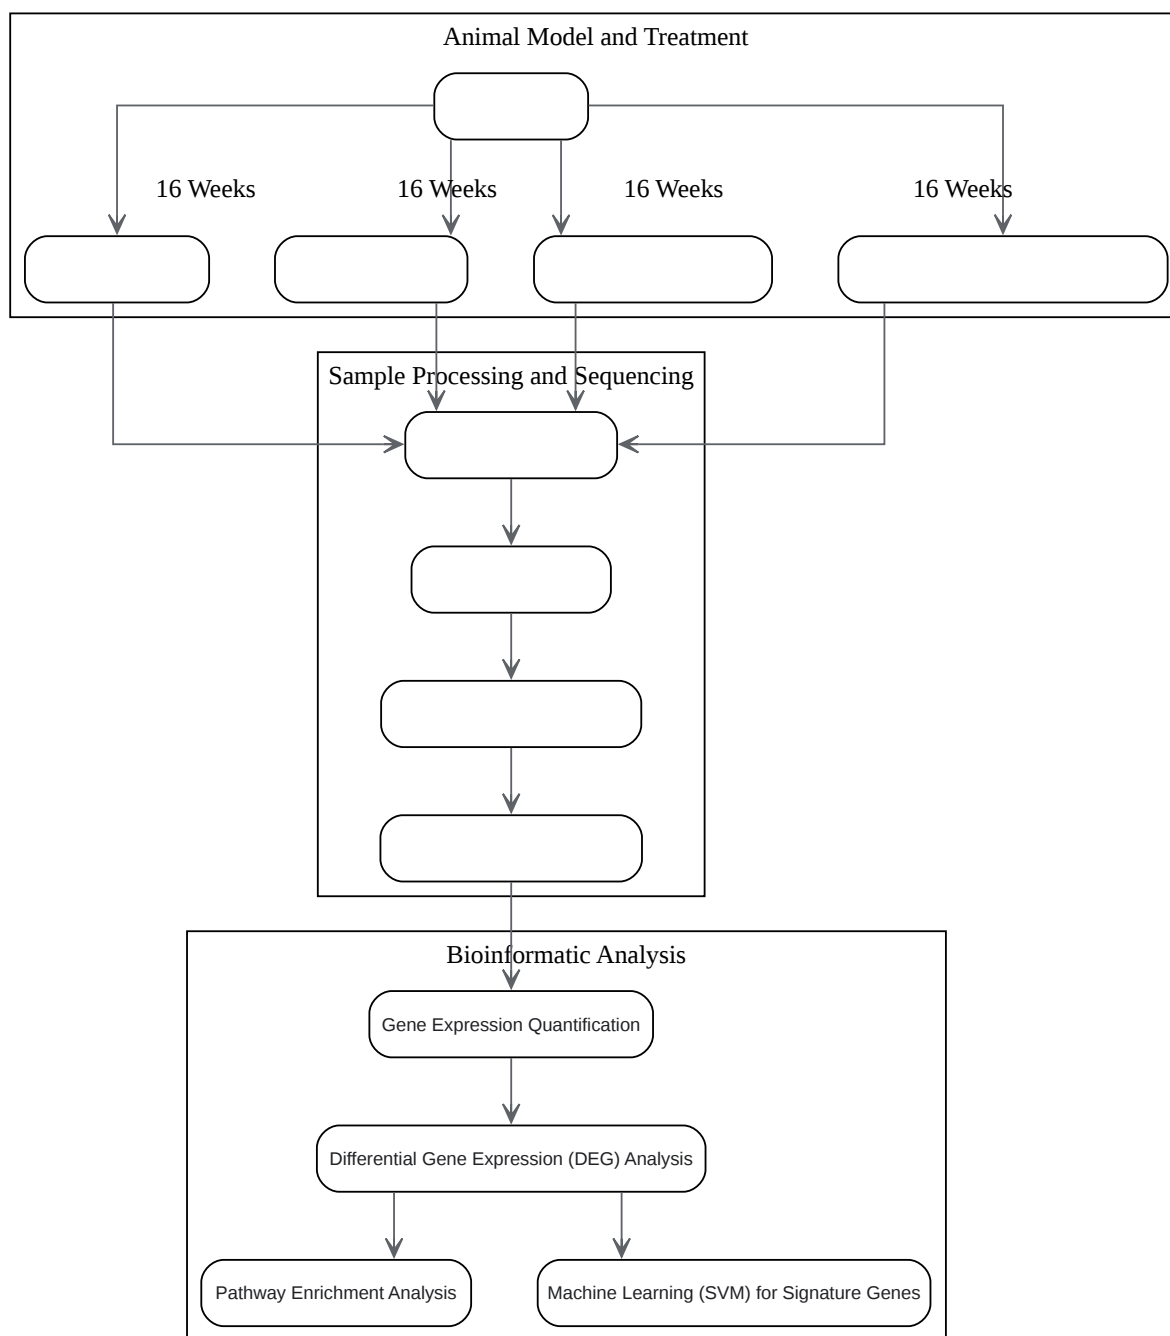 Animal Model and Treatment
16 Weeks
16 Weeks
16 Weeks
16 Weeks
Sample Processing and Sequencing
Bioinformatic Analysis
Gene Expression Quantification
Differential Gene Expression (DEG) Analysis
Pathway Enrichment Analysis
Machine Learning (SVM) for Signature Genes